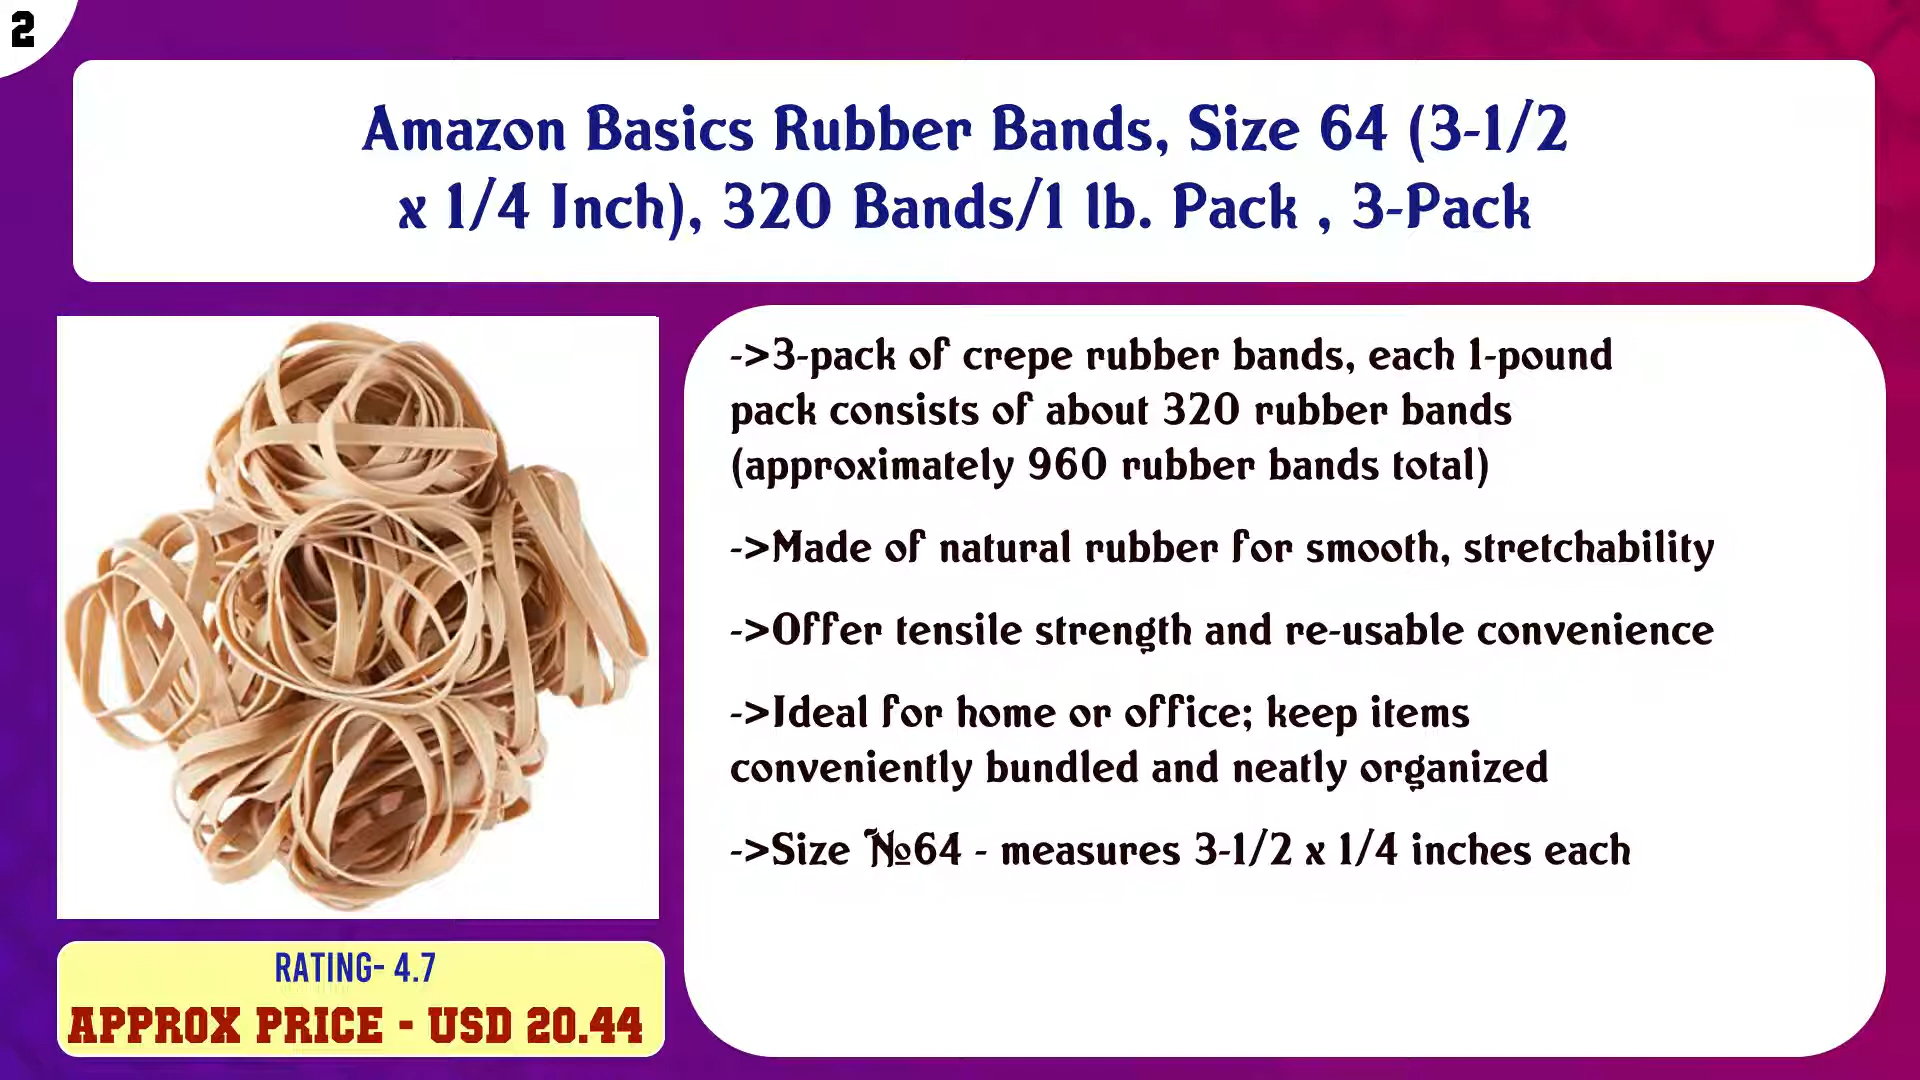 2
Amazon Basics Rubber Bands, Size 64 (3-1/2
x 1/4 Inch), 320 Bands/1 lb. Pack , 3-Pack
->3-pack of crepe rubber bands, each 1-pound
pack consists of about 320 rubber bands
(approximately 960 rubber bands total)
->Made of natural rubber for smooth, stretchability
->Offer tensile strength and re-usable convenience
->Ideal for home or office; keep items
conveniently bundled and neatly organized
->Size №64 - measures 3-1/2 x 1/4 inches each
RATING- 4.7
APPROX PRICE - USD 20.44